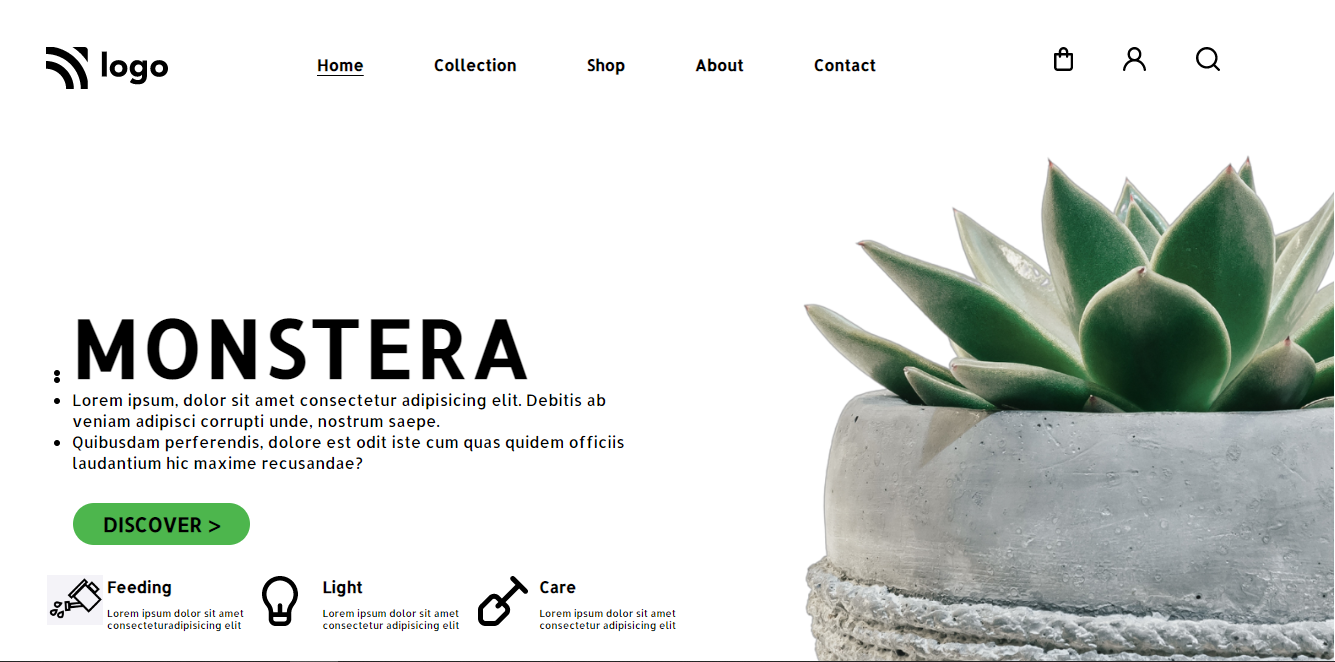 logo
Home Collection Shop About Contact
MONSTERA
Lorem ipsum, dolor sit amet consectetur adipisicing elit. Debitis ab
veniam adipisci corrupti unde, nostrum saepe.
Quibusdam perferendis, dolore est odit iste cum quas quidem officiis
laudantium hic maxime recusandae?
DISCOVER >
Feeding
Lorem ipsum dolor sit amet
consecteturadipisicing elit
Light
Lorem ipsum dolor sit amet
consectetur adipisicing elit
Care
Lorem ipsum dolor sit amet
consectetur adipisicing elit